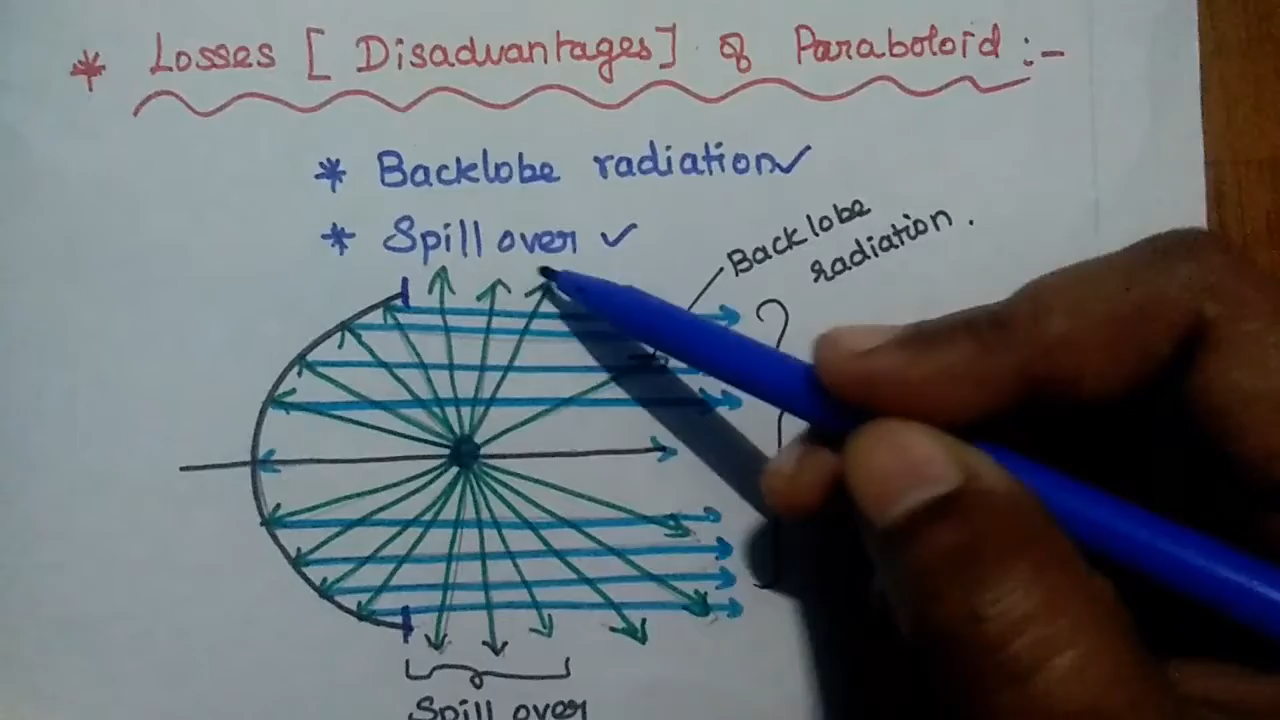 * Losses [ Disadvantages ] of Paraboloid :-
* Backlobe radiation ✓
* Spill over ✓
Backlobe
radiation .
Spill over